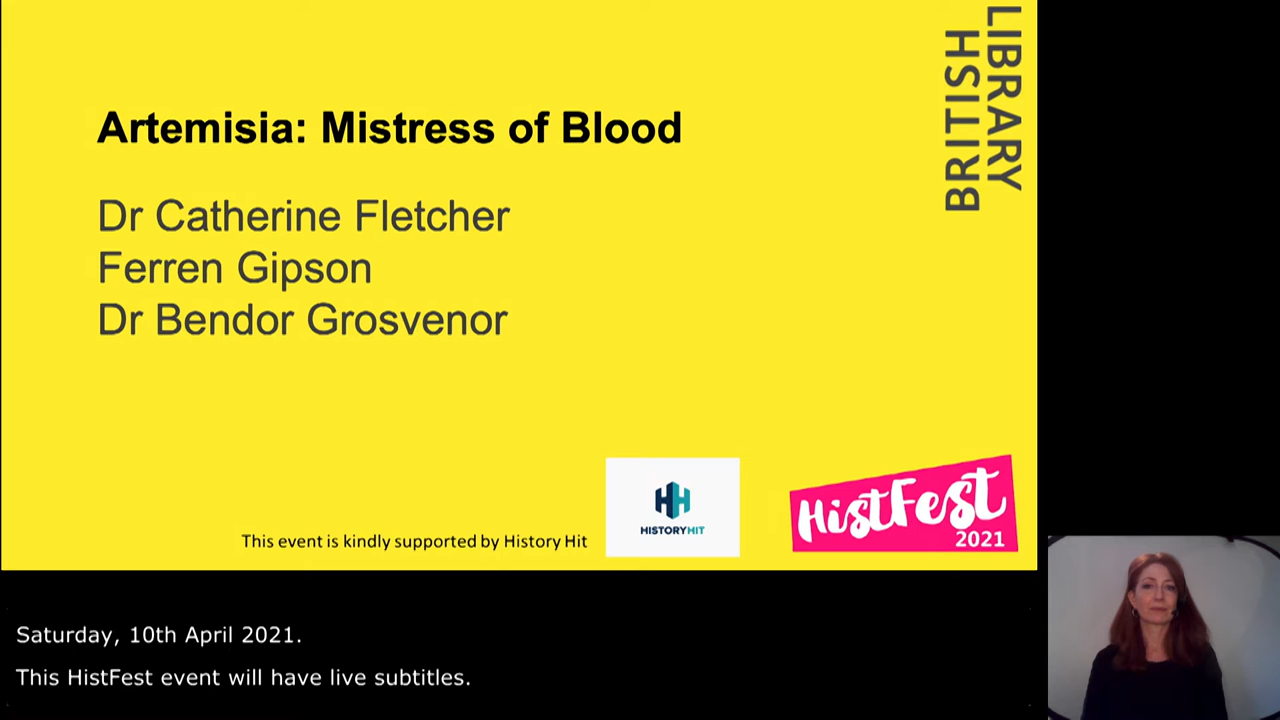 Artemisia: Mistress of Blood
Dr Catherine Fletcher
Ferren Gipson
Dr Bendor Grosvenor
LIBRARY
BRITISH
This event is kindly supported by History Hit
HISTORYHIT
HistFest
2021
Saturday, 10th April 2021.
This HistFest event will have live subtitles.